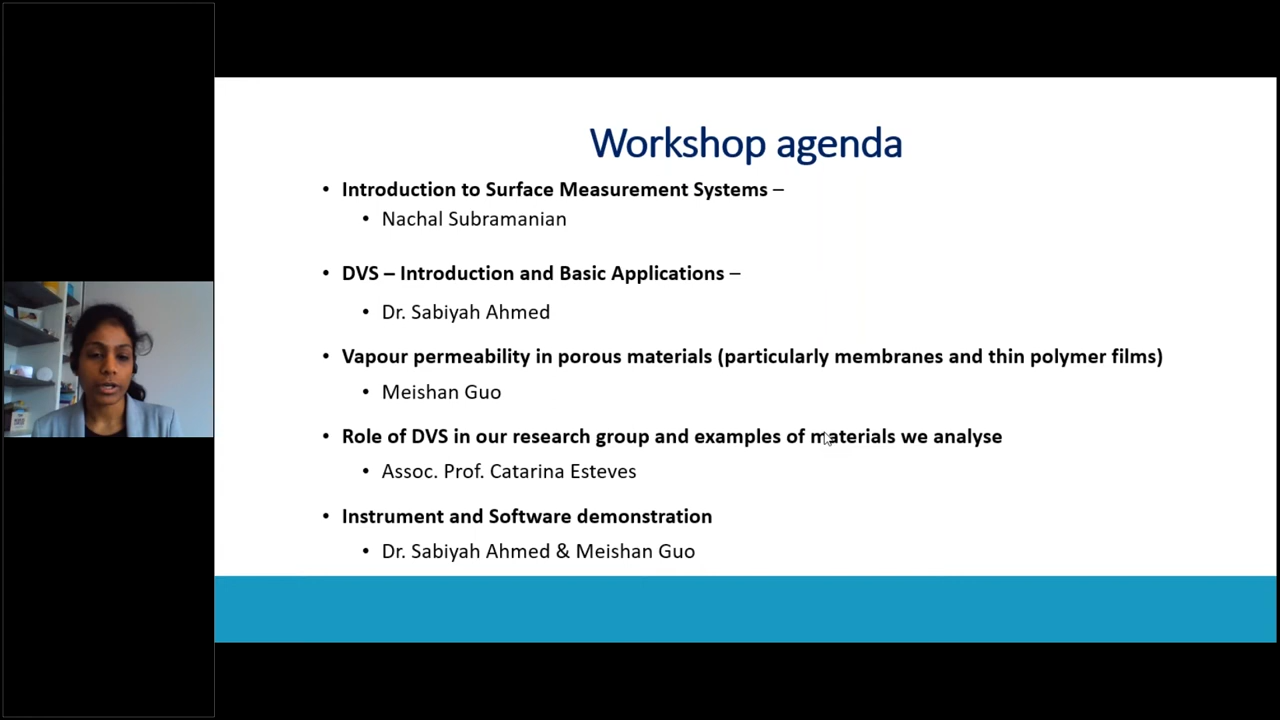 Workshop agenda
• Introduction to Surface Measurement Systems –
• Nachal Subramanian
• DVS – Introduction and Basic Applications –
• Dr. Sabiyah Ahmed
• Vapour permeability in porous materials (particularly membranes and thin polymer films)
• Meishan Guo
• Role of DVS in our research group and examples of materials we analyse
• Assoc. Prof. Catarina Esteves
• Instrument and Software demonstration
• Dr. Sabiyah Ahmed & Meishan Guo